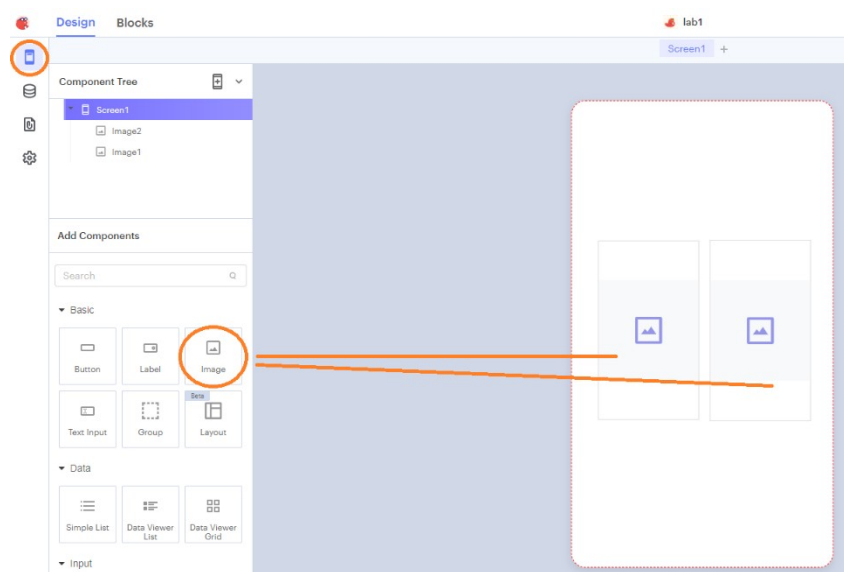 Design Blocks lab1
Screen1 +
Component Tree
Screen1
Image2
Image1
Add Components
Search
Basic
Button Label Image
Beta
Text Input Group Layout
Data
Simple List Data Viewer List Data Viewer Grid
Input